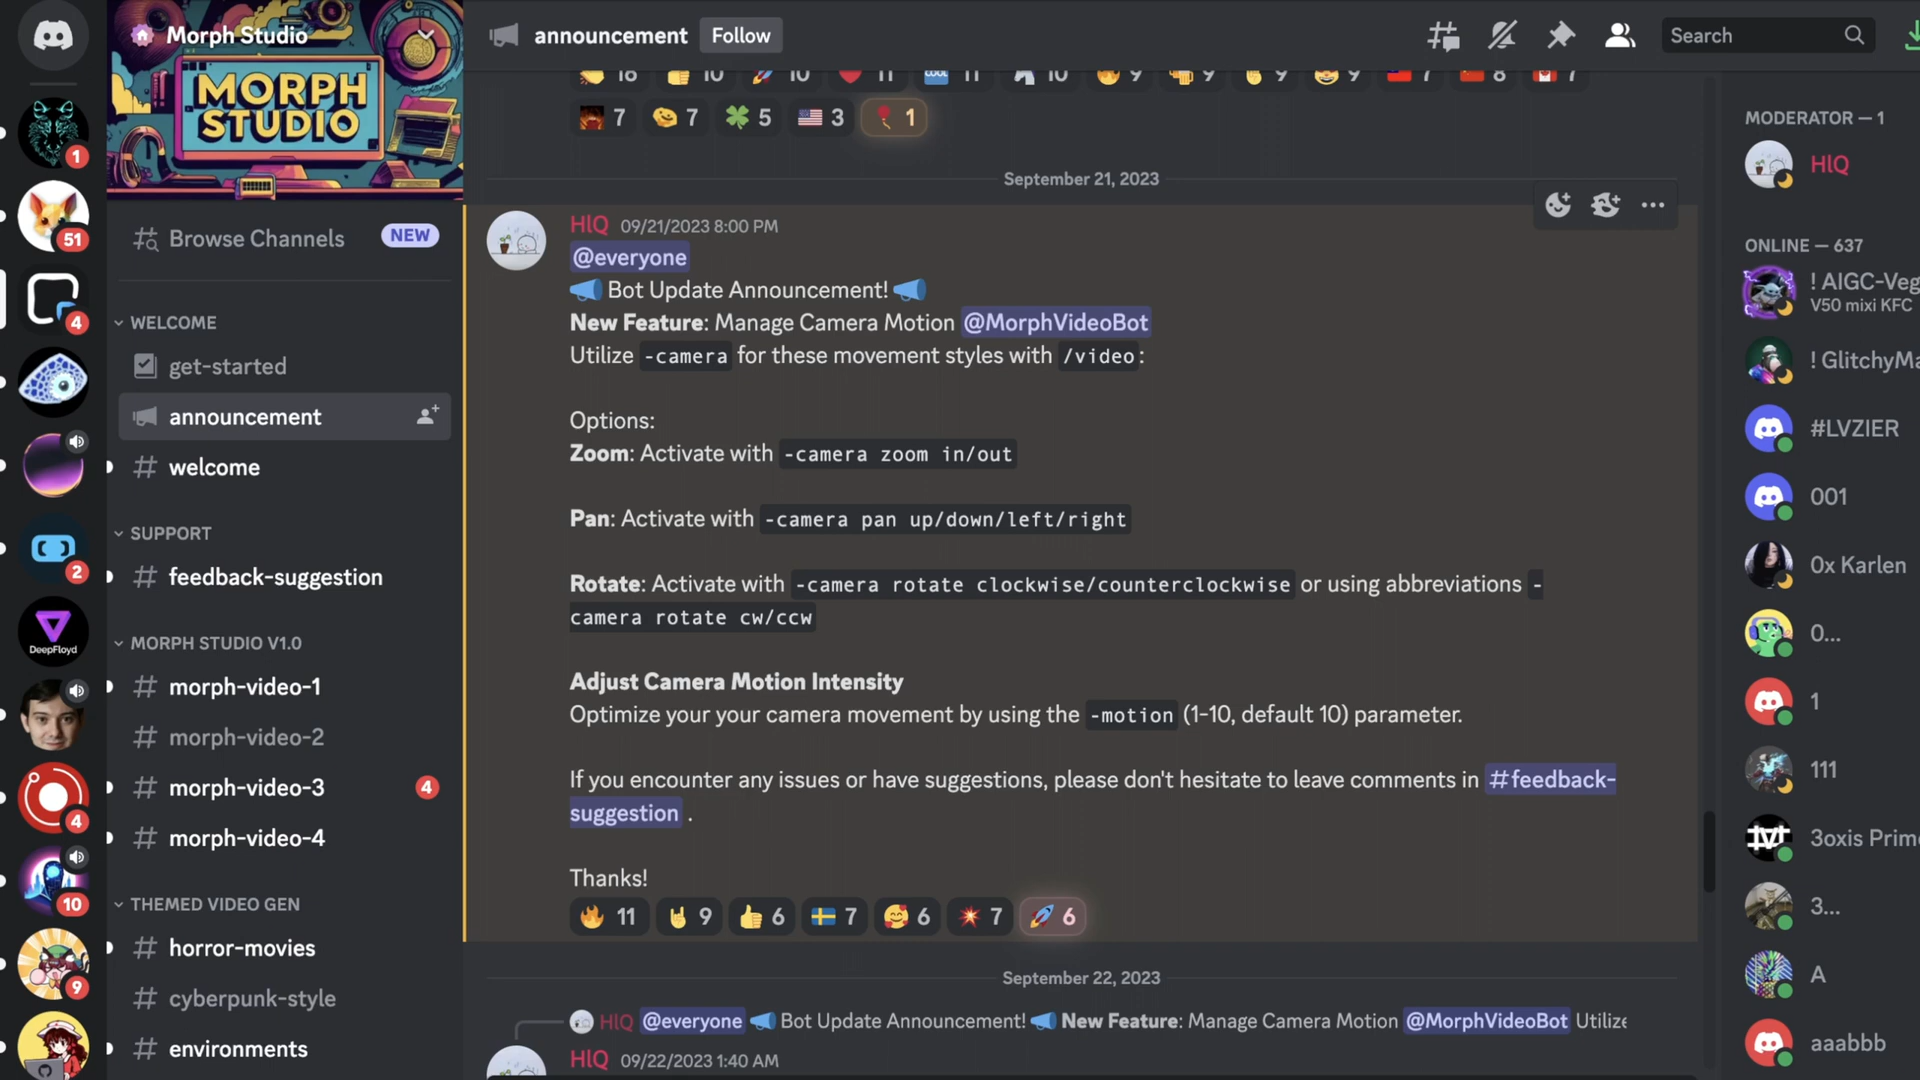 Morph Studio
MORPH
STUDIO
Browse Channels NEW
WELCOME
get-started
announcement
welcome
SUPPORT
feedback-suggestion
MORPH STUDIO V1.0
morph-video-1
morph-video-2
morph-video-3 4
morph-video-4
THEMED VIDEO GEN
horror-movies
cyberpunk-style
environments
1
51
4
2
DeepFloyd
4
10
9
announcement Follow
Search
16 10 10 11 11 10 9 9 9 9 7 8 7
7 7 5 3 1
September 21, 2023
HlQ 09/21/2023 8:00 PM
@everyone
Bot Update Announcement!
New Feature: Manage Camera Motion @MorphVideoBot
Utilize -camera for these movement styles with /video:
Options:
Zoom: Activate with -camera zoom in/out
Pan: Activate with -camera pan up/down/left/right
Rotate: Activate with -camera rotate clockwise/counterclockwise or using abbreviations -
camera rotate cw/ccw
Adjust Camera Motion Intensity
Optimize your your camera movement by using the -motion (1-10, default 10) parameter.
If you encounter any issues or have suggestions, please don't hesitate to leave comments in #feedback-
suggestion .
Thanks!
11 9 6 7 6 7 6
September 22, 2023
HlQ @everyone Bot Update Announcement! New Feature: Manage Camera Motion @MorphVideoBot Utilize
HlQ 09/22/2023 1:40 AM
MODERATOR — 1
HlQ
ONLINE — 637
! AIGC-Veg
V50 mixi KFC
! GlitchyMa
#LVZIER
001
0x Karlen
0...
1
111
3oxis Prime
3...
A
aaabbb